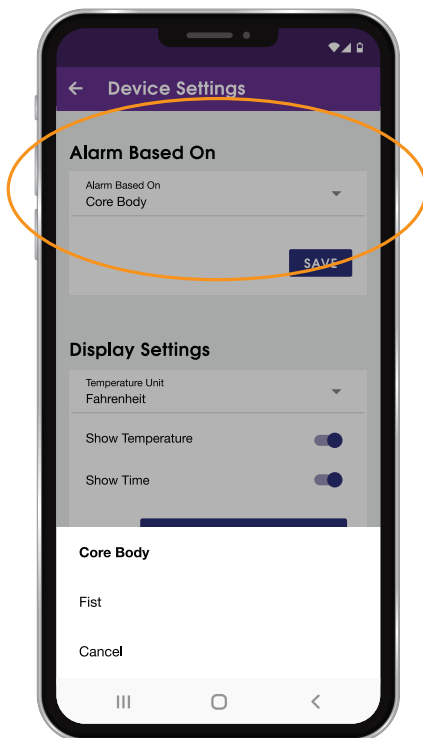 Device Settings
Alarm Based On
Alarm Based On
Core Body
SAVE
Display Settings
Temperature Unit
Fahrenheit
Show Temperature
Show Time
Core Body
Fist
Cancel